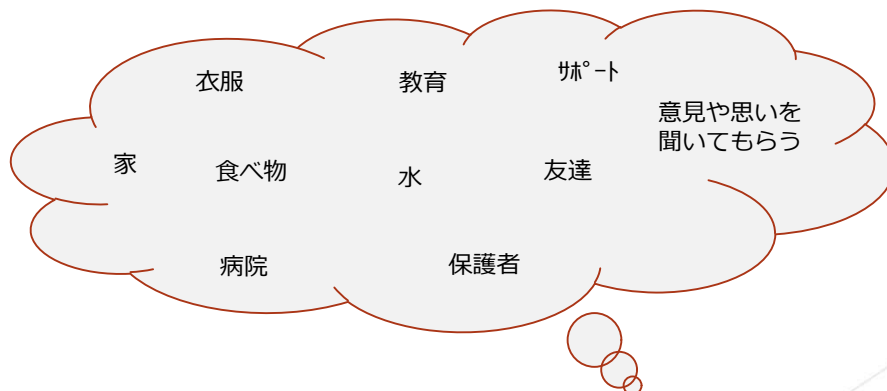 衣服
教育
ｻﾎﾟｰﾄ
意見や思いを
聞いてもらう
家
食べ物
水
友達
病院
保護者